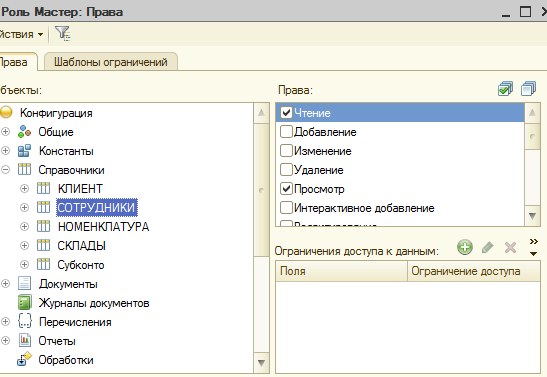 Роль Мастер: Права
йствия
Права
Шаблоны ограничений
бъекты:
Конфигурация
Общие
Константы
Справочники
КЛИЕНТ
СОТРУДНИКИ
НОМЕНКЛАТУРА
СКЛАДЫ
Субконто
Документы
Журналы документов
Перечисления
Отчеты
Обработки
Права:
Чтение
Добавление
Изменение
Удаление
Просмотр
Интерактивное добавление
Ограничения доступа к данным:
Поля
Ограничение доступа